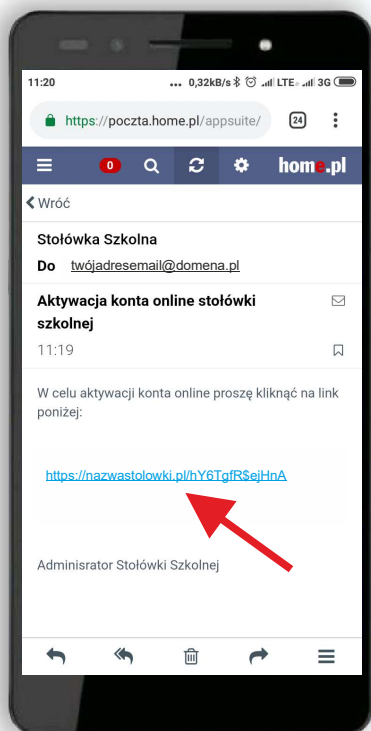 11:20 ... 0,32kB/s LTE 3G
https://poczta.home.pl/appsuite/ 24
0 home.pl
Wróć
Stołówka Szkolna
Do twójadresemail@domena.pl
Aktywacja konta online stołówki
szkolnej
11:19
W celu aktywacji konta online proszę kliknąć na link
poniżej:
https://nazwastolowki.pl/hY6TgfR$ejHnA
Adminisrator Stołówki Szkolnej